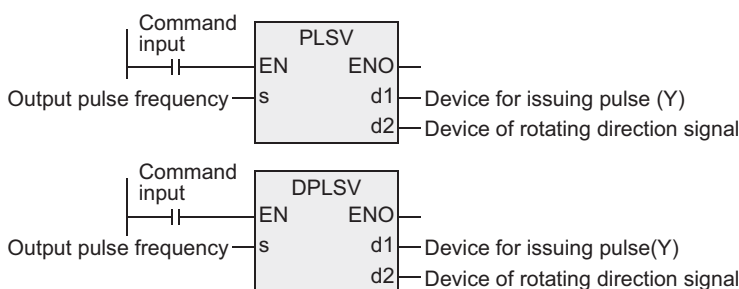 Command
input
PLSV
EN ENO
Output pulse frequency s d1 Device for issuing pulse (Y)
d2 Device of rotating direction signal
Command
input
DPLSV
EN ENO
Output pulse frequency s d1 Device for issuing pulse(Y)
d2 Device of rotating direction signal